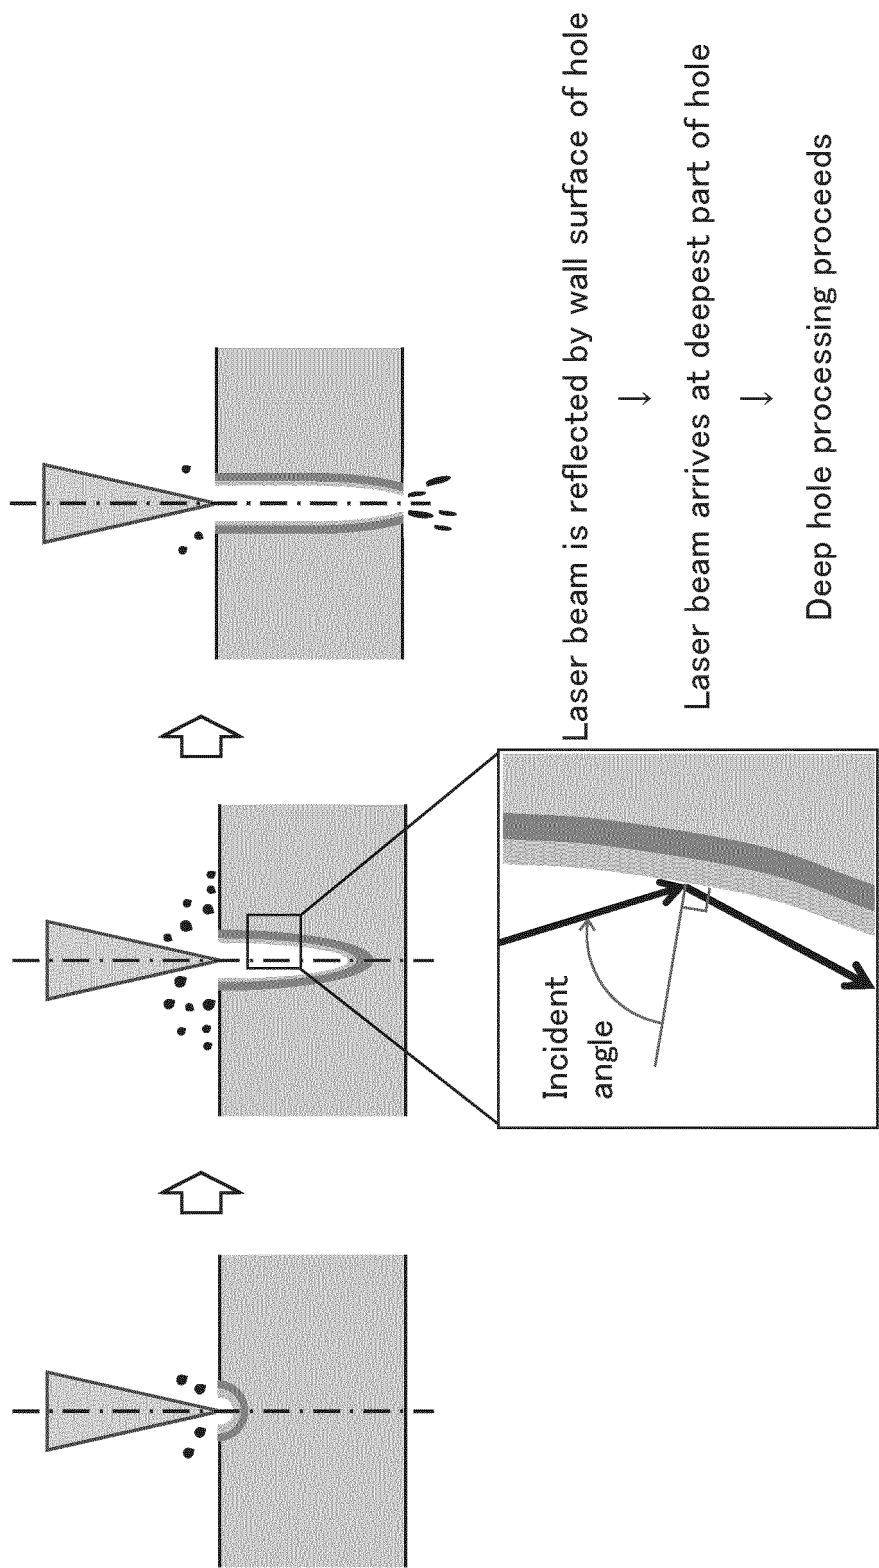 Incident
angle
Laser beam is reflected by wall surface of hole
↓
Laser beam arrives at deepest part of hole
↓
Deep hole processing proceeds